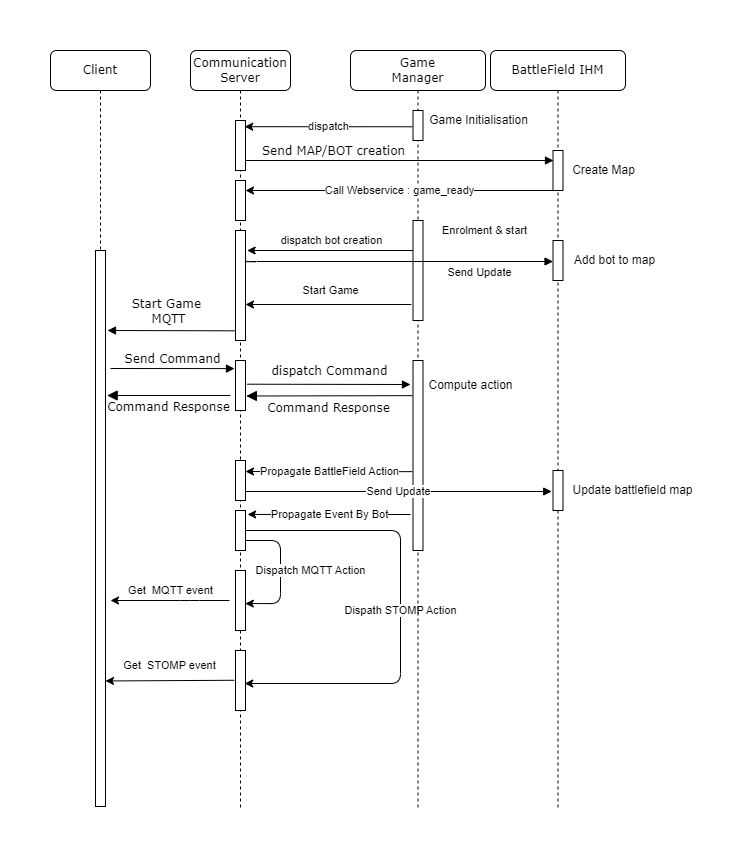 Client
Communication
Server
Game
Manager
BattleField IHM
dispatch
Game Initialisation
Send MAP/BOT creation
Create Map
Call Webservice : game_ready
Enrolment & start
dispatch bot creation
Add bot to map
Send Update
Start Game
Start Game
MQTT
Send Command
dispatch Command
Compute action
Command Response
Command Response
Propagate BattleField Action
Send Update
Update battlefield map
Propagate Event By Bot
Dispatch MQTT Action
Get  MQTT event
Dispath STOMP Action
Get  STOMP event